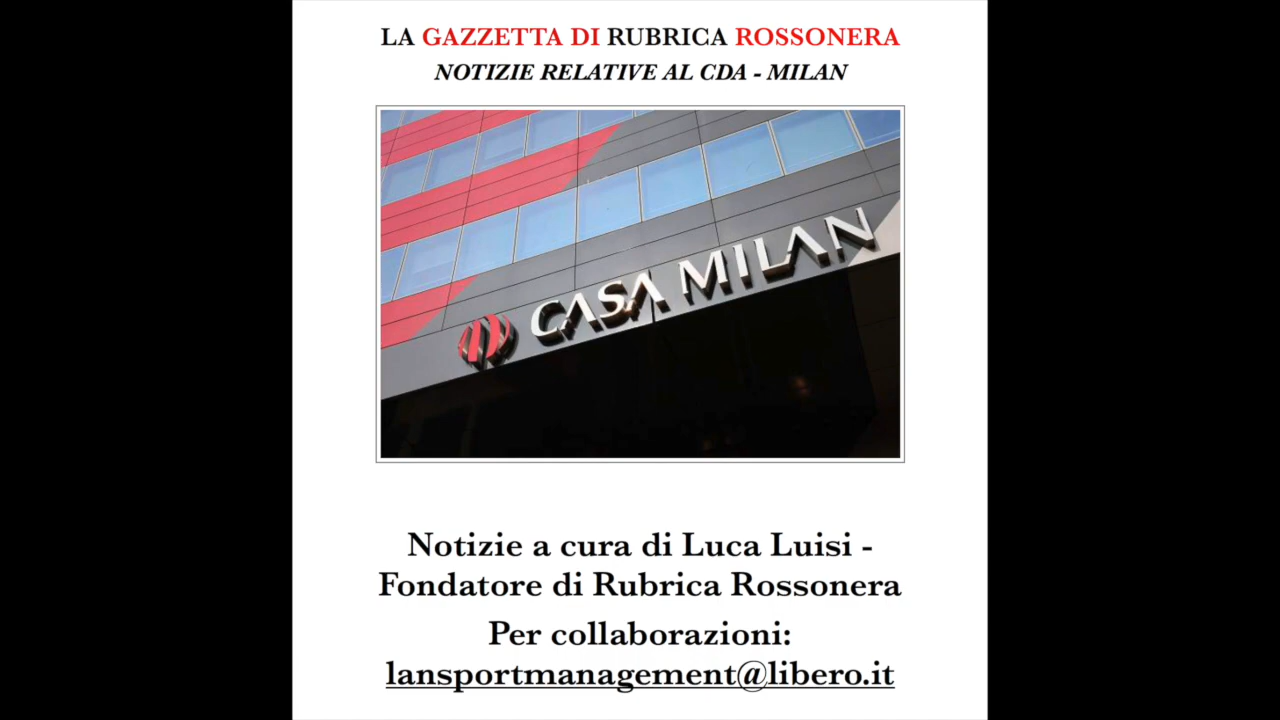 LA GAZZETTA DI RUBRICA ROSSONERA
NOTIZIE RELATIVE AL CDA - MILAN
CASA MILAN
Notizie a cura di Luca Luisi -
Fondatore di Rubrica Rossonera
Per collaborazioni:
lansportmanagement@libero.it